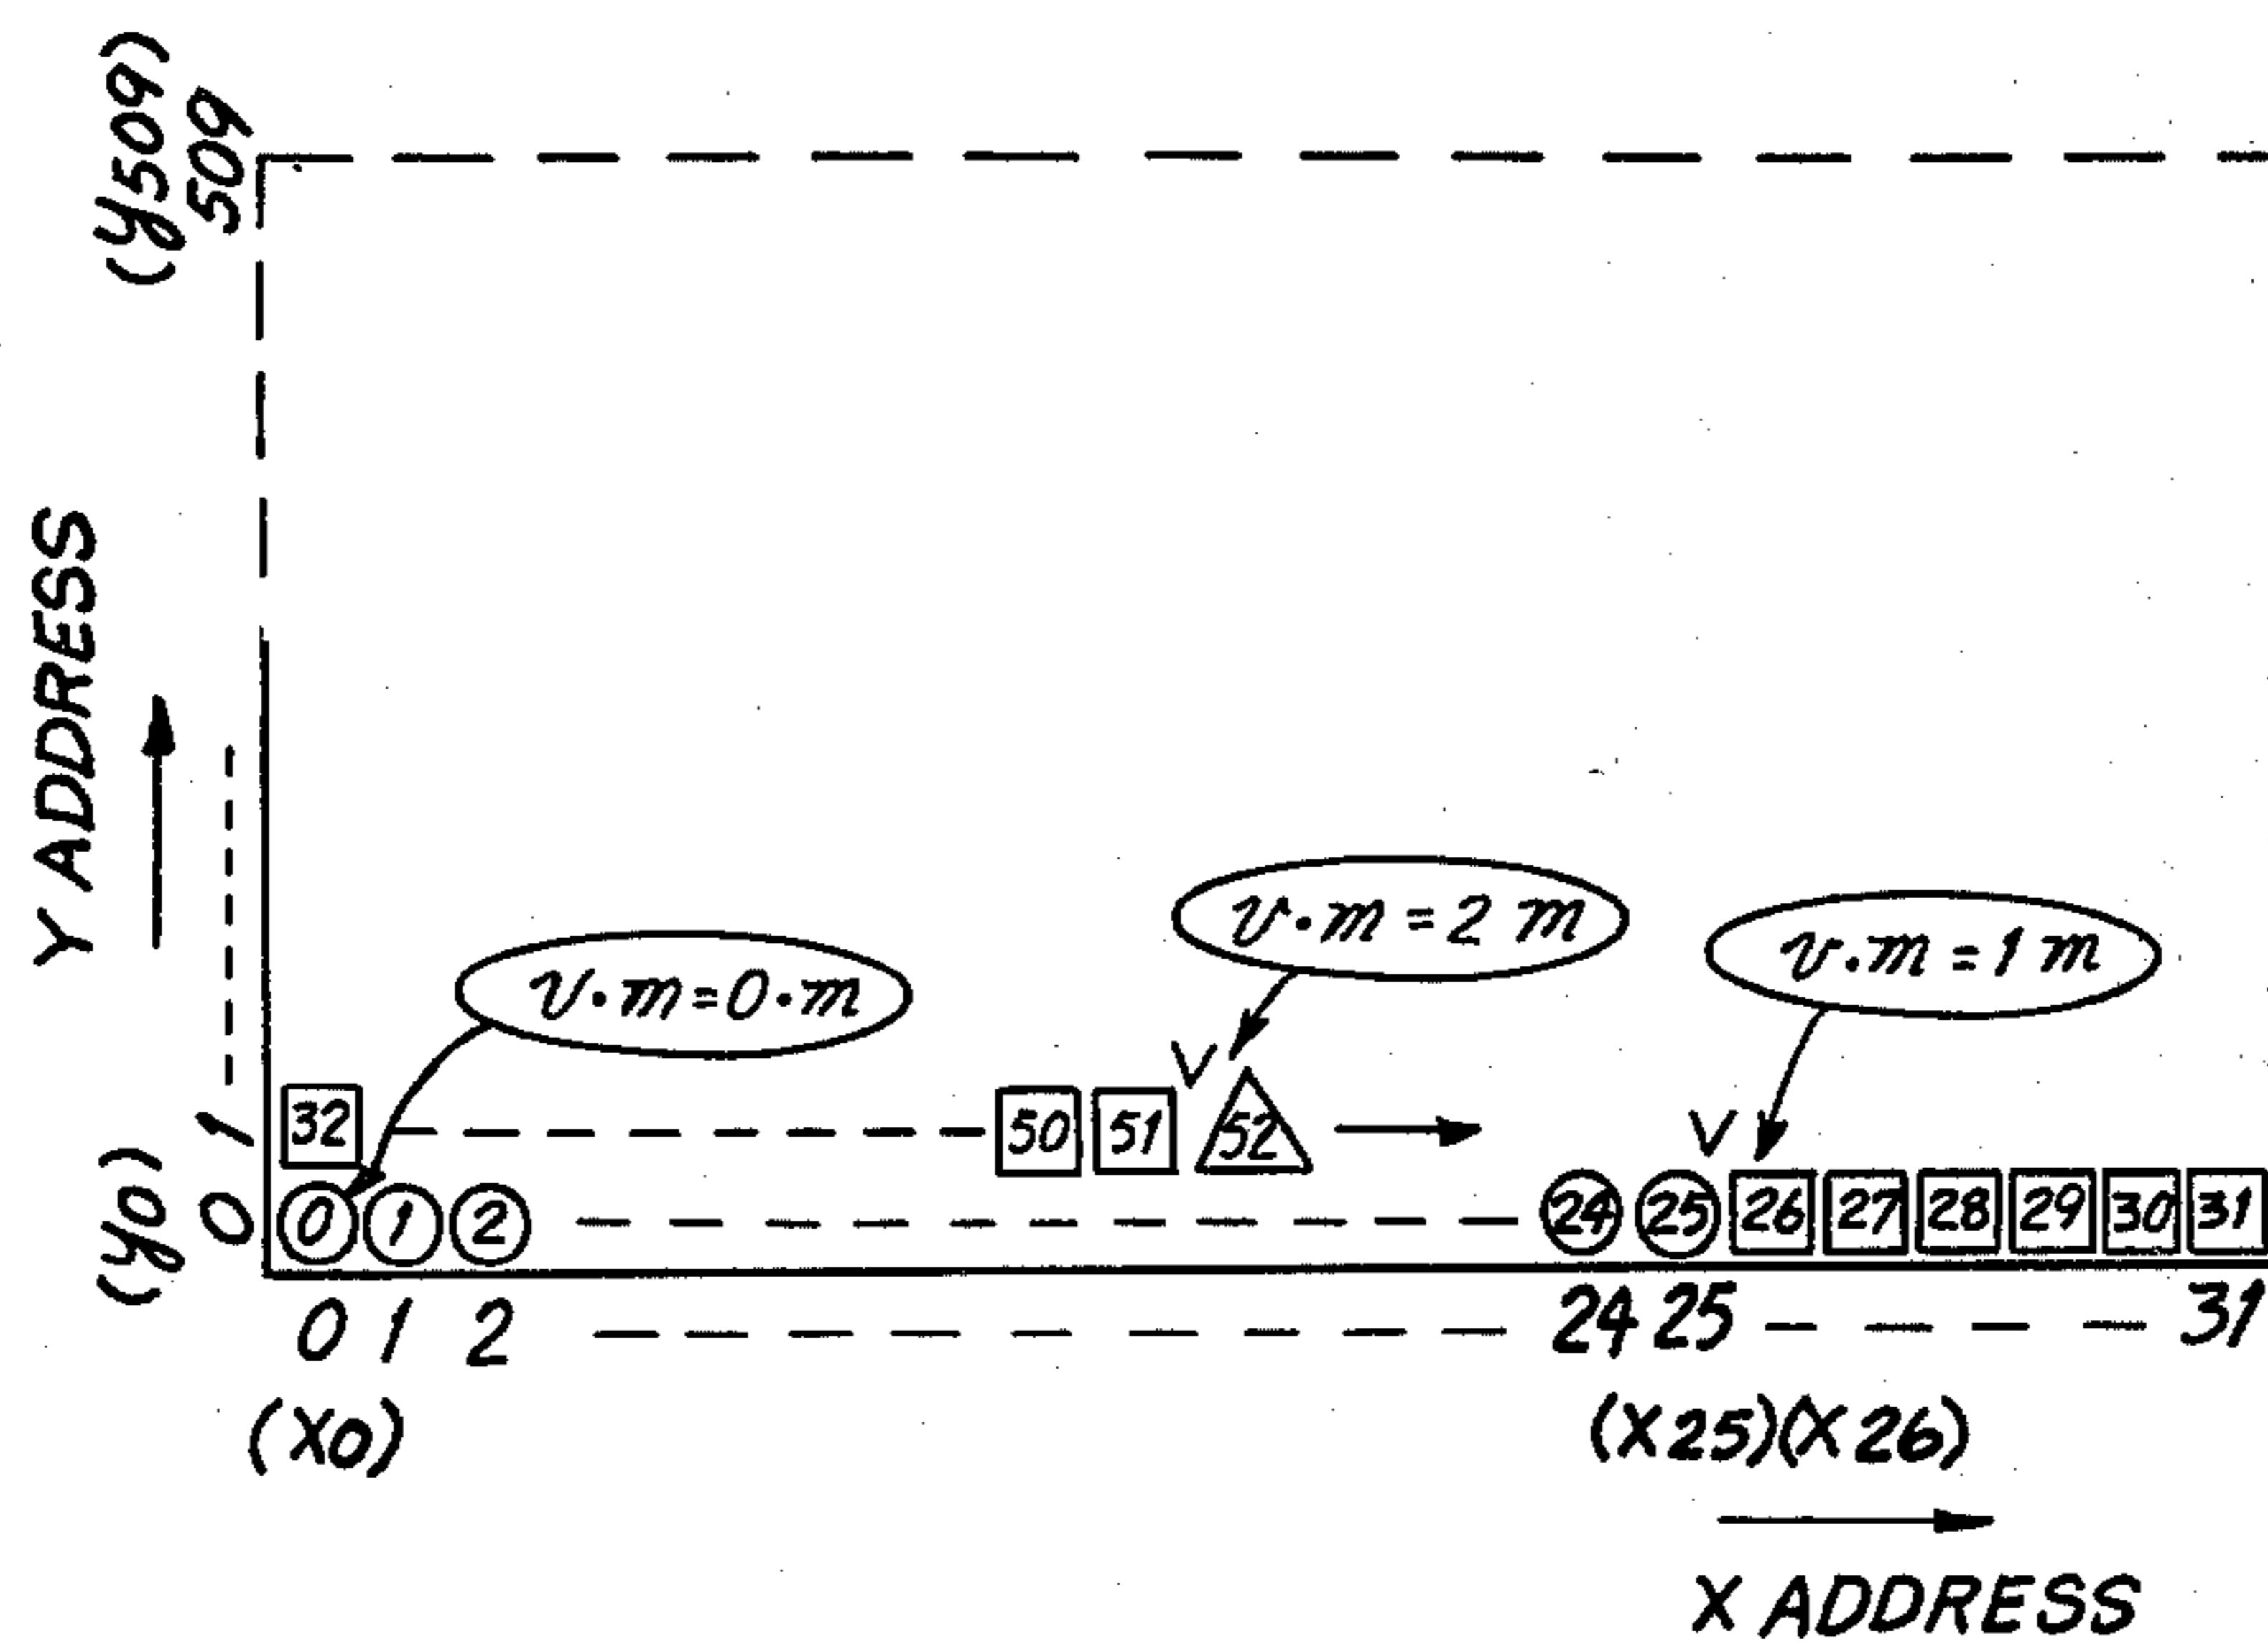 (y509)
509
Y ADDRESS
v·m=2 m
v·m=1 m
v·m=0·m
V
V
1 32 50 51 52
(y0) 0 0 1 2 24 25 26 27 28 29 30 31
0 1 2 24 25 31
(X0) (X25)(X26)
X ADDRESS